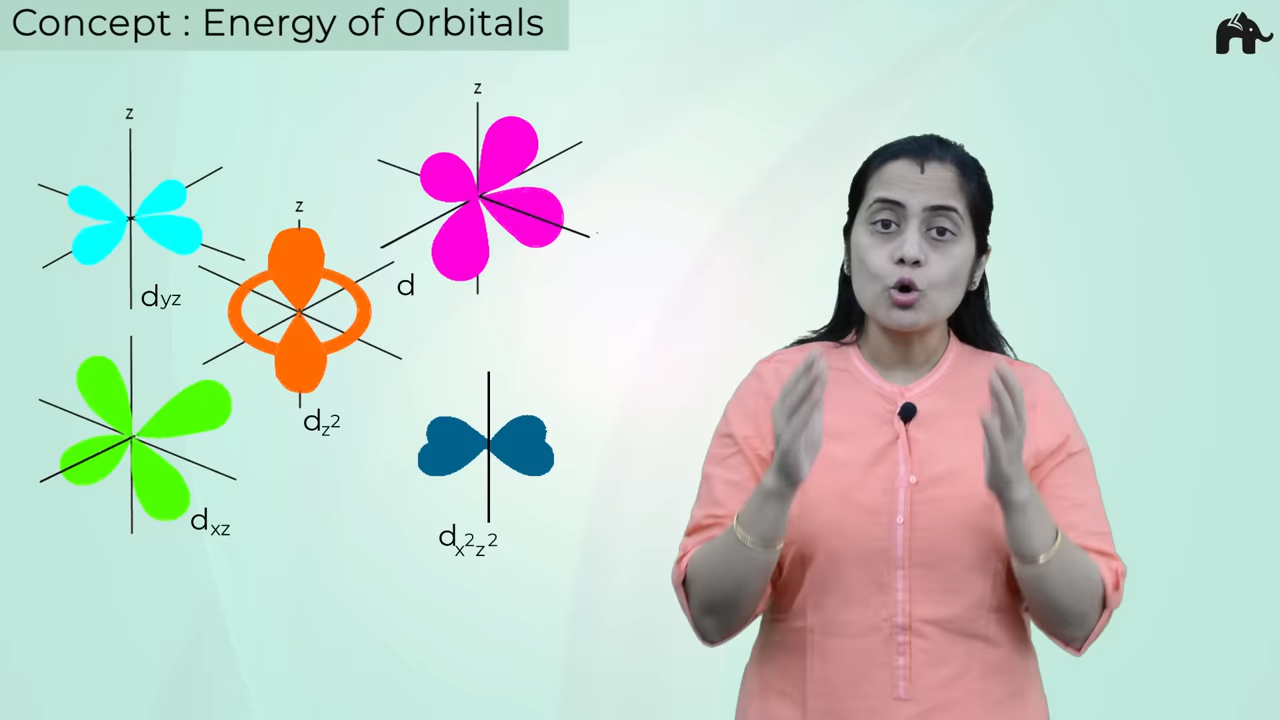 Concept : Energy of Orbitals
z
z
z
dyz
d
dz²
dxz
dx²z²